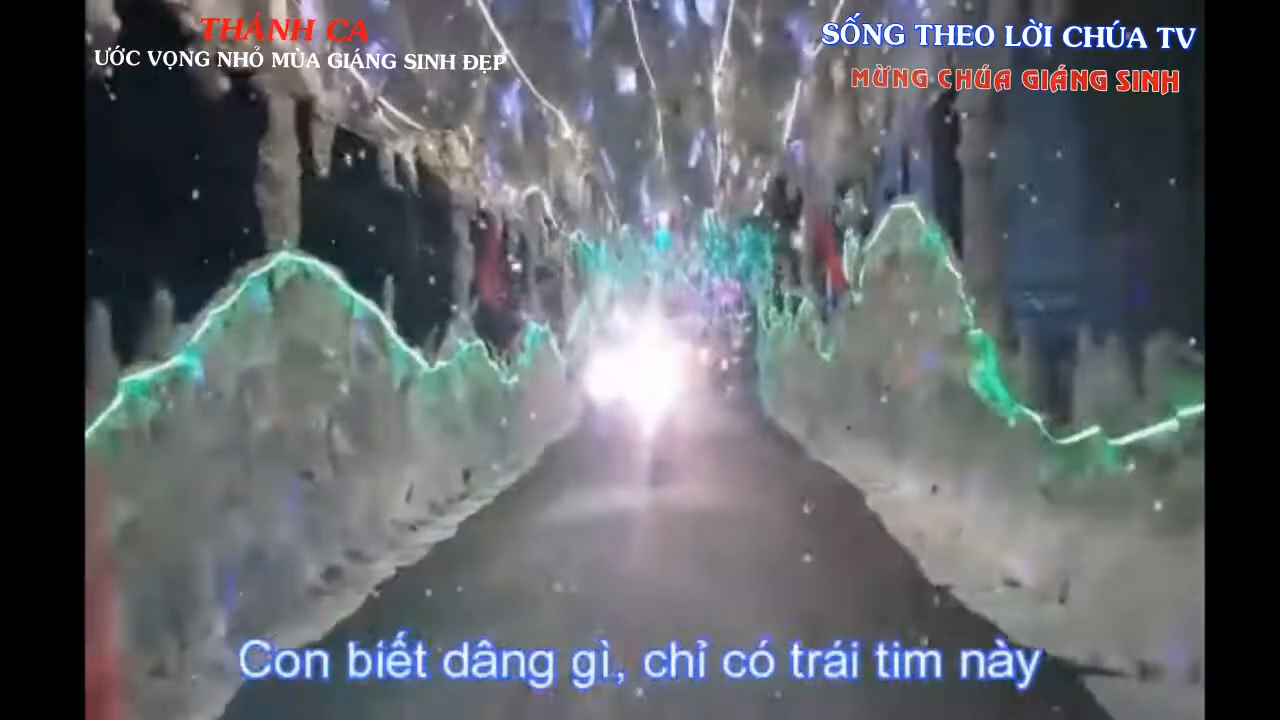 THÁNH CA
ƯỚC VỌNG NHỎ MÙA GIÁNG SINH ĐẸP
SỐNG THEO LỜI CHÚA TV
MỪNG CHÚA GIÁNG SINH
Con biết dâng gì, chỉ có trái tim này